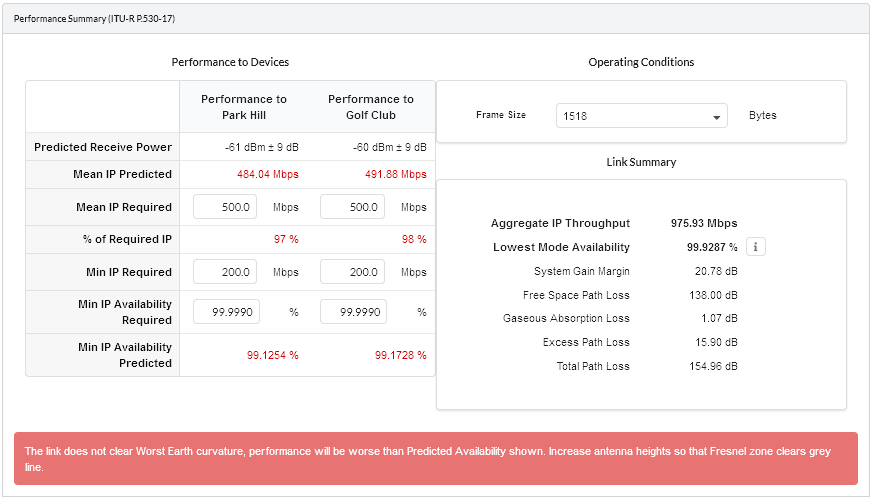 Performance Summary (ITU-R P.530-17)
Performance to Devices
Performance to Performance to
Park Hill Golf Club
Predicted Receive Power -61 dBm ± 9 dB -60 dBm ± 9 dB
Mean IP Predicted 484.04 Mbps 491.88 Mbps
Mean IP Required 500.0 Mbps 500.0 Mbps
% of Required IP 97 % 98 %
Min IP Required 200.0 Mbps 200.0 Mbps
Min IP Availability
Required 99.9990 % 99.9990 %
Min IP Availability
Predicted 99.1254 % 99.1728 %
Operating Conditions
Frame Size 1518 Bytes
Link Summary
Aggregate IP Throughput 975.93 Mbps
Lowest Mode Availability 99.9287 % i
System Gain Margin 20.78 dB
Free Space Path Loss 138.00 dB
Gaseous Absorption Loss 1.07 dB
Excess Path Loss 15.90 dB
Total Path Loss 154.96 dB
The link does not clear Worst Earth curvature, performance will be worse than Predicted Availability shown. Increase antenna heights so that Fresnel zone clears grey
line.